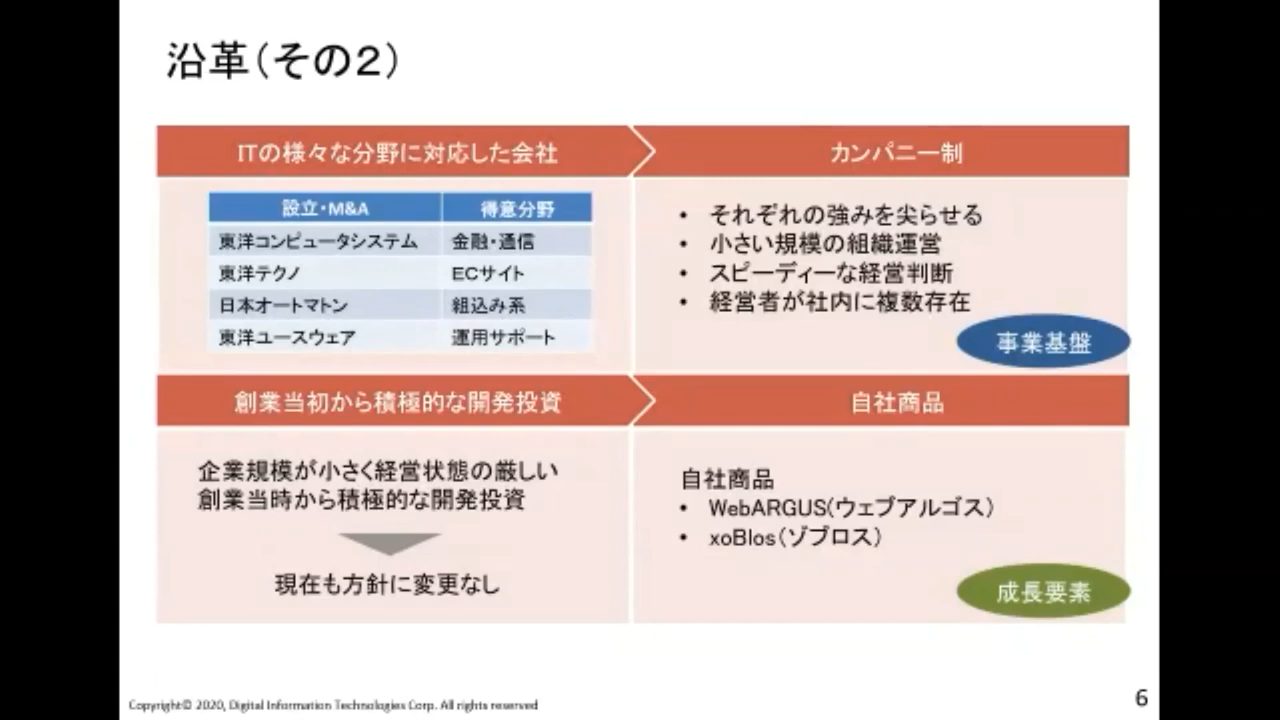 沿革（その２）
ITの様々な分野に対応した会社
カンパニー制
設立・M&A 得意分野
東洋コンピュータシステム 金融・通信
東洋テクノ ECサイト
日本オートマトン 組込み系
東洋ユースウェア 運用サポート
• それぞれの強みを尖らせる
• 小さい規模の組織運営
• スピーディーな経営判断
• 経営者が社内に複数存在
事業基盤
創業当初から積極的な開発投資
自社商品
企業規模が小さく経営状態の厳しい
創業当時から積極的な開発投資
現在も方針に変更なし
自社商品
• WebARGUS（ウェブアルゴス）
• xoBlos（ゾブロス）
成長要素
Copyright© 2020, Digital Information Technologies Corp. All rights reserved
6